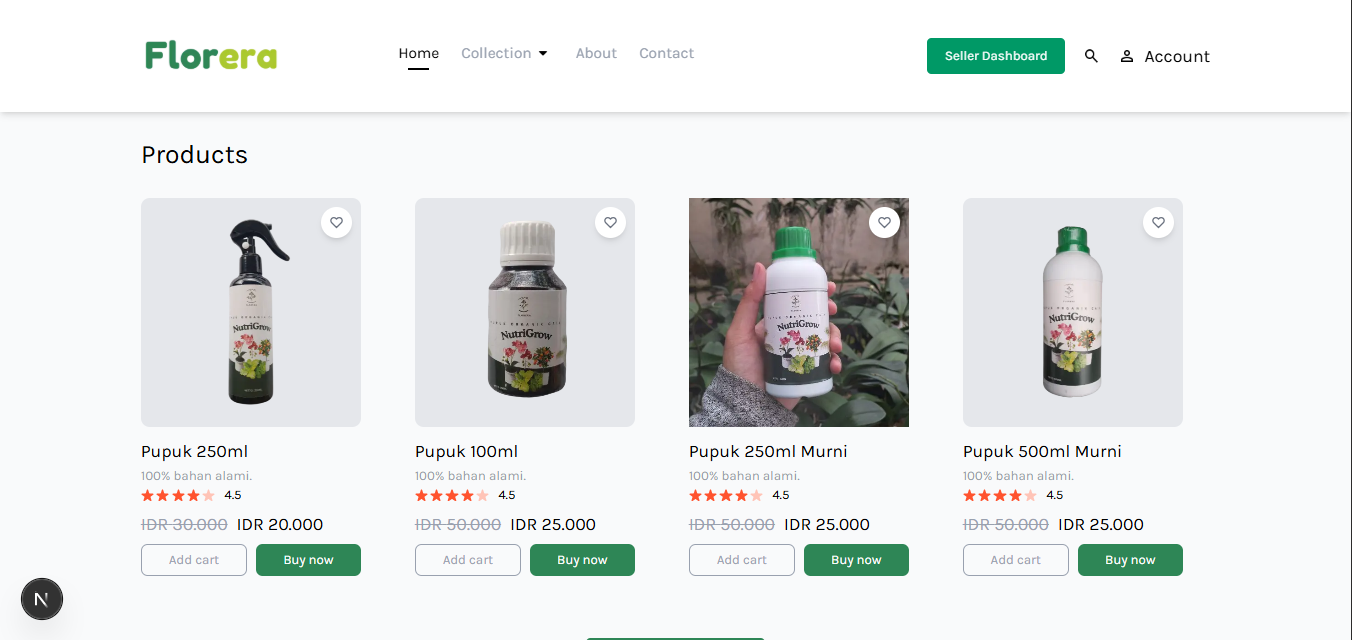 Florera
Home
Collection
About
Contact
Seller Dashboard
Account
Products
NutriGrow
NutriGrow
NutriGrow
NutriGrow
Pupuk 250ml
Pupuk 100ml
Pupuk 250ml Murni
Pupuk 500ml Murni
100% bahan alami.
100% bahan alami.
100% bahan alami.
100% bahan alami.
4.5
4.5
4.5
4.5
IDR 30.000 IDR 20.000
IDR 50.000 IDR 25.000
IDR 50.000 IDR 25.000
IDR 50.000 IDR 25.000
Add cart
Buy now
Add cart
Buy now
Add cart
Buy now
Add cart
Buy now
N